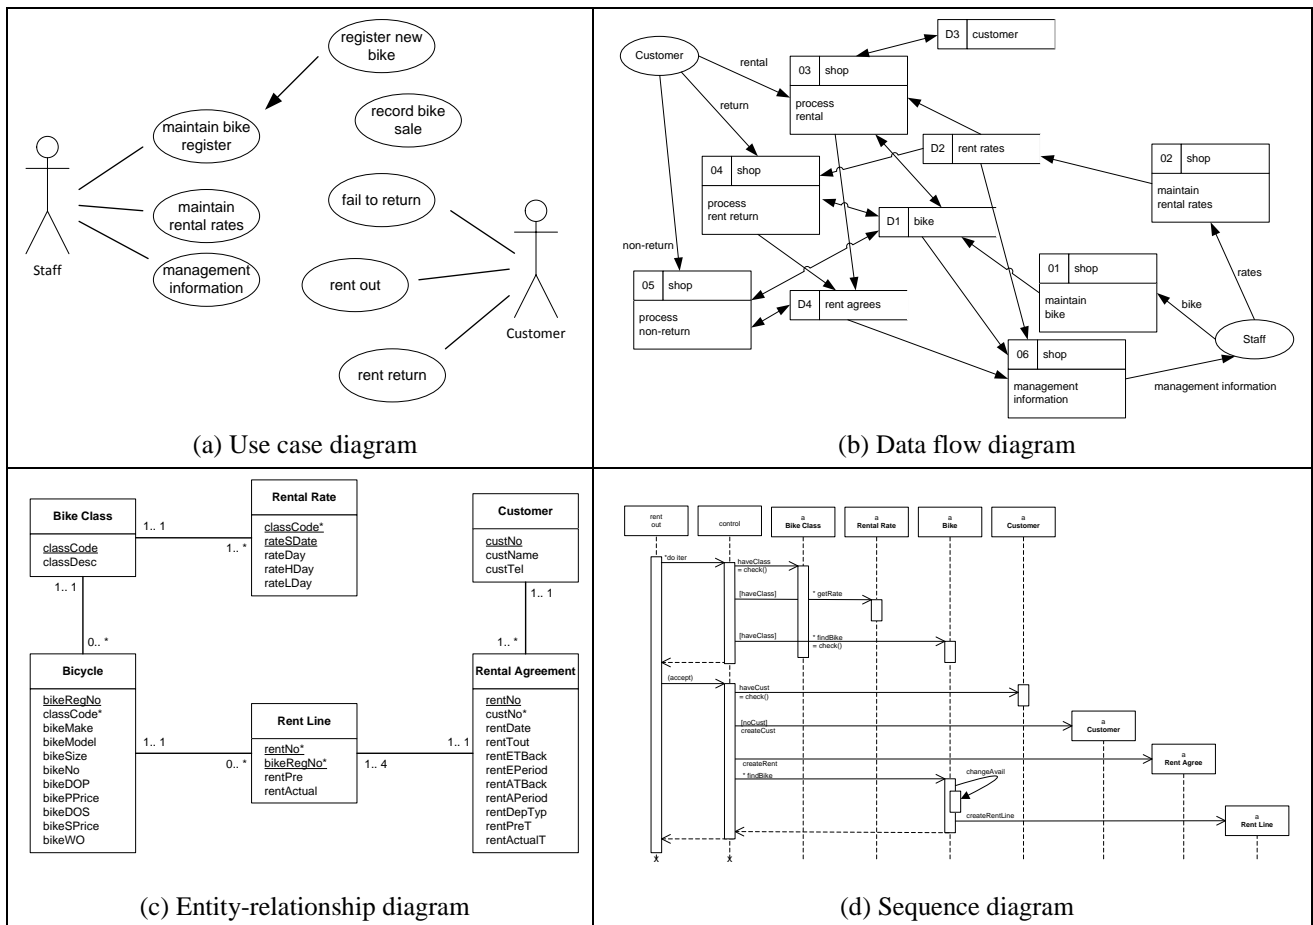 register new
bike
record bike
sale
maintain bike
register
maintain
rental rates
management
information
Staff
fail to return
rent out
rent return
Customer
(a) Use case diagram
Customer
rental
return
non-return
D3 customer
03 shop
process
rental
D2 rent rates
02 shop
maintain
rental rates
04 shop
process
rent return
D1 bike
01 shop
maintain
bike
05 shop
process
non-return
D4 rent agrees
06 shop
management
information
bike
rates
Staff
management information
(b) Data flow diagram
Bike Class
classCode
classDesc
1.. 1
1.. *
Rental Rate
classCode*
rateSDate
rateDay
rateHDay
rateLDay
Customer
custNo
custName
custTel
1.. 1
0.. *
1.. 1
1.. *
Bicycle
bikeRegNo
classCode*
bikeMake
bikeModel
bikeSize
bikeNo
bikeDOP
bikePPrice
bikeDOS
bikeSPrice
bikeWO
1.. 1
0.. *
Rent Line
rentNo*
bikeRegNo*
rentPre
rentActual
1.. 4
1.. 1
Rental Agreement
rentNo
custNo*
rentDate
rentTout
rentETBack
rentEPeriod
rentATBack
rentAPeriod
rentDepTyp
rentPreT
rentActualT
(c) Entity-relationship diagram
rent
out
control
a
Bike Class
a
Rental Rate
a
Bike
a
Customer
*do iter
haveClass
= check()
[haveClass]
* getRate
[haveClass]
* findBike
= check()
(accept)
haveCust
= check()
[noCust]
createCust
a
Customer
createRent
a
Rent Agree
* findBike
changeAvail
createRentLine
a
Rent Line
x
x
(d) Sequence diagram